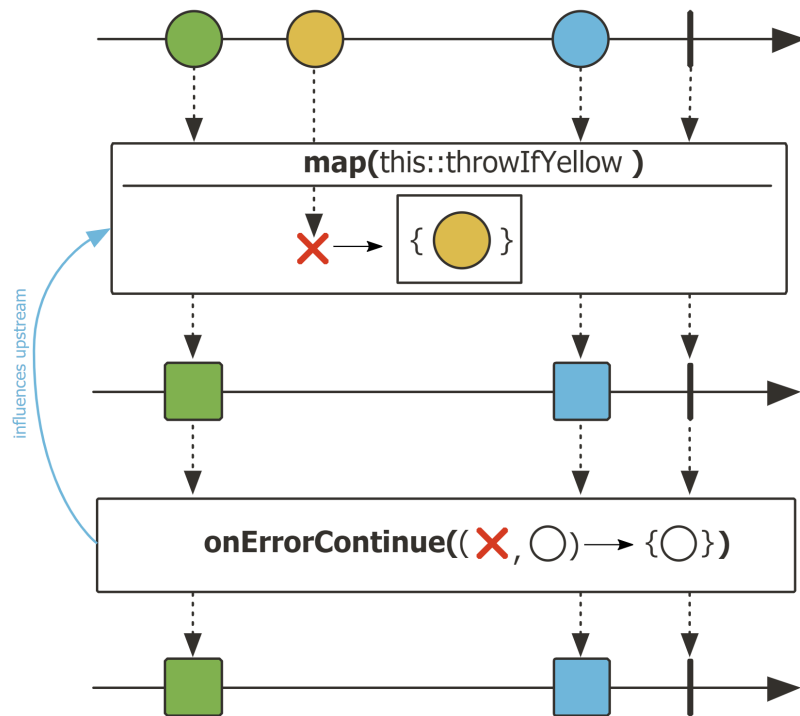 map(this::throwIfYellow )
{ }
influences upstream
onErrorContinue(( , ) { })